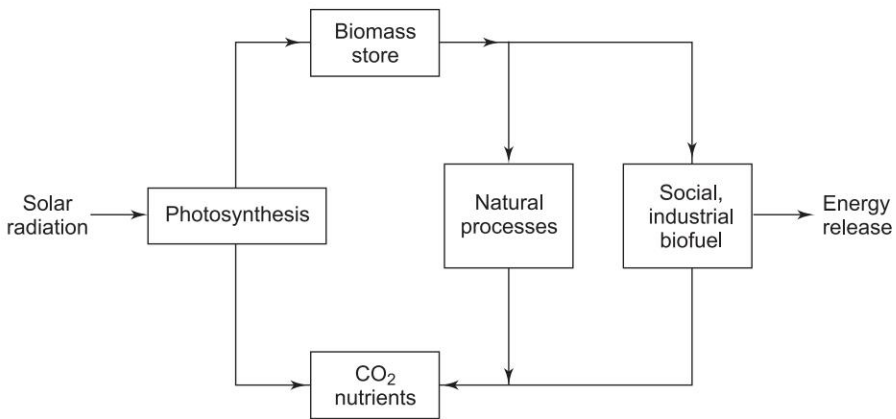 Biomass
store
Solar
radiation
Photosynthesis
Natural
processes
Social,
industrial
biofuel
Energy
release
CO₂
nutrients